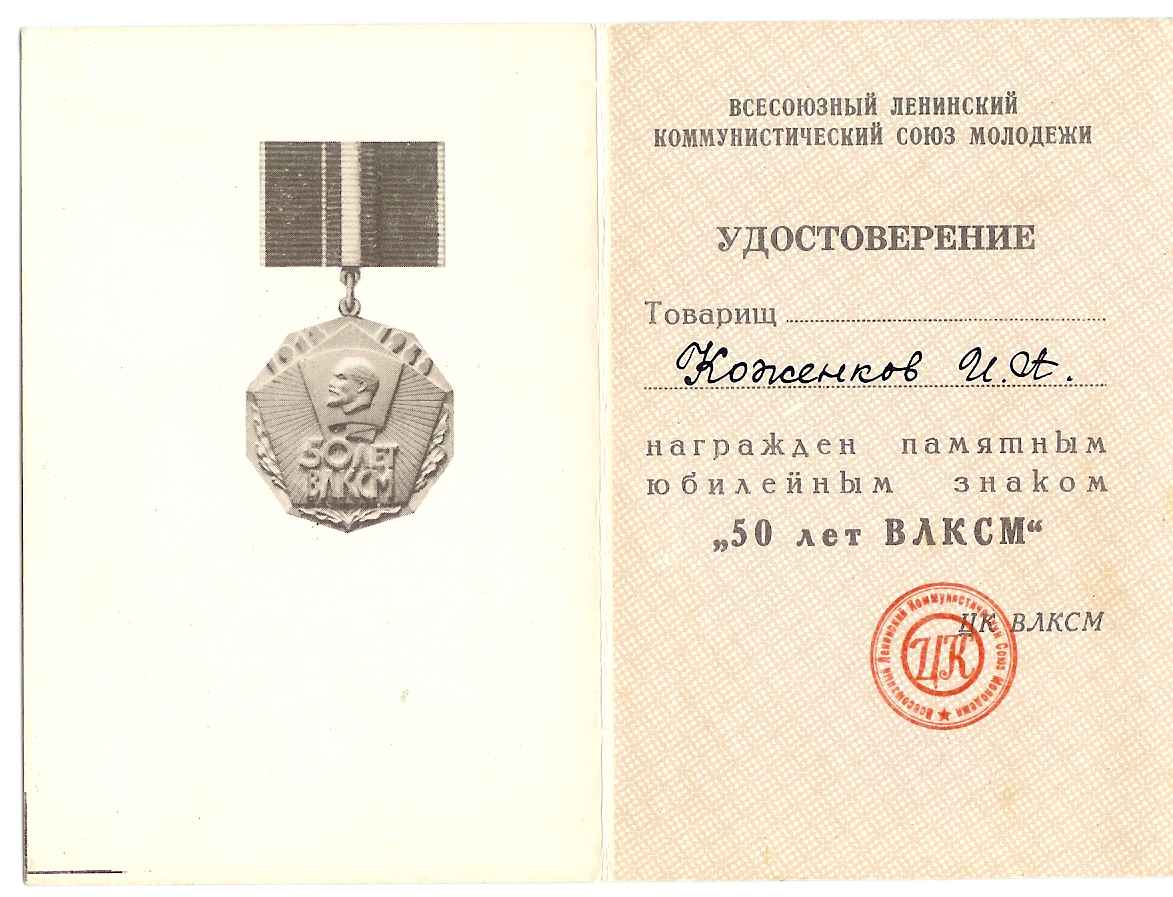 1918 1968
50 ЛЕТ
ВЛКСМ
ВСЕСОЮЗНЫЙ ЛЕНИНСКИЙ
КОММУНИСТИЧЕСКИЙ СОЮЗ МОЛОДЕЖИ
УДОСТОВЕРЕНИЕ
Товарищ
Коженков И.А.
награжден памятным
юбилейным знаком
„50 лет ВЛКСМ“
ЦК ВЛКСМ
Всесоюзный Ленинский Коммунистический Союз Молодежи
ЦК